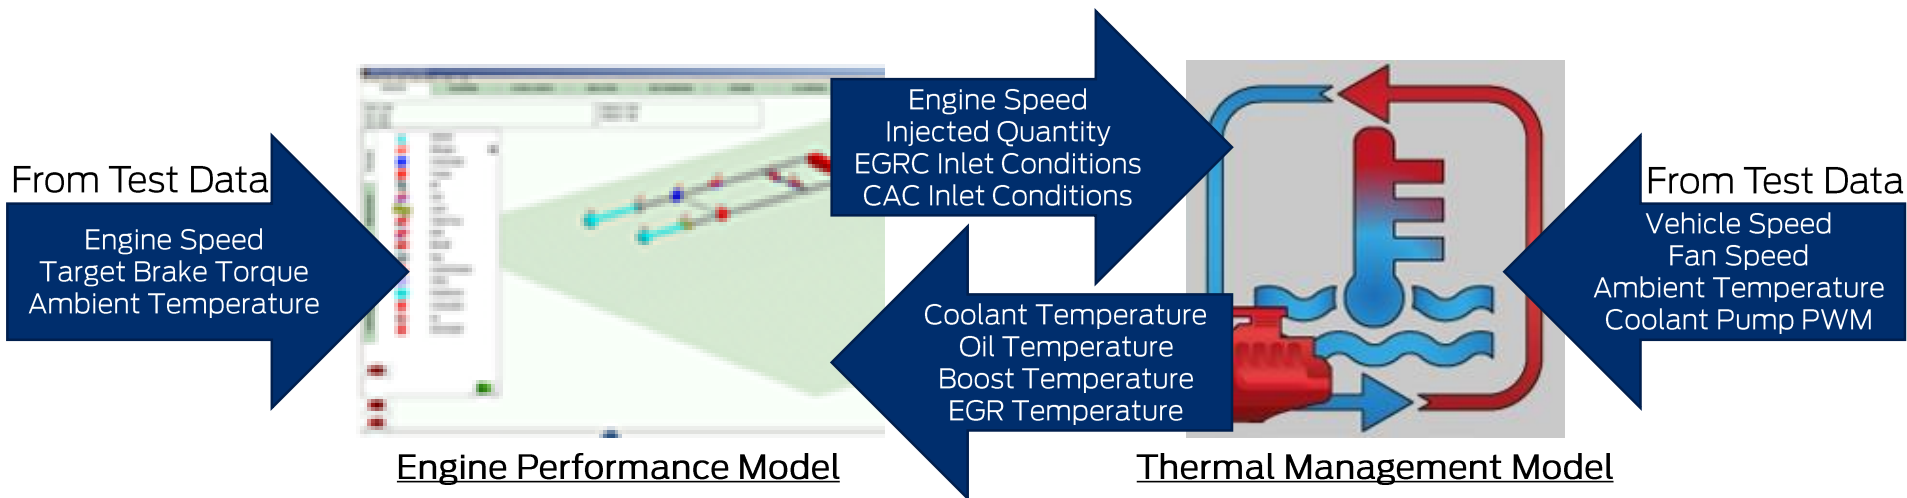 From Test Data
Engine Speed
Target Brake Torque
Ambient Temperature
Engine Speed
Injected Quantity
EGRC Inlet Conditions
CAC Inlet Conditions
Coolant Temperature
Oil Temperature
Boost Temperature
EGR Temperature
From Test Data
Vehicle Speed
Fan Speed
Ambient Temperature
Coolant Pump PWM
Engine Performance Model
Thermal Management Model